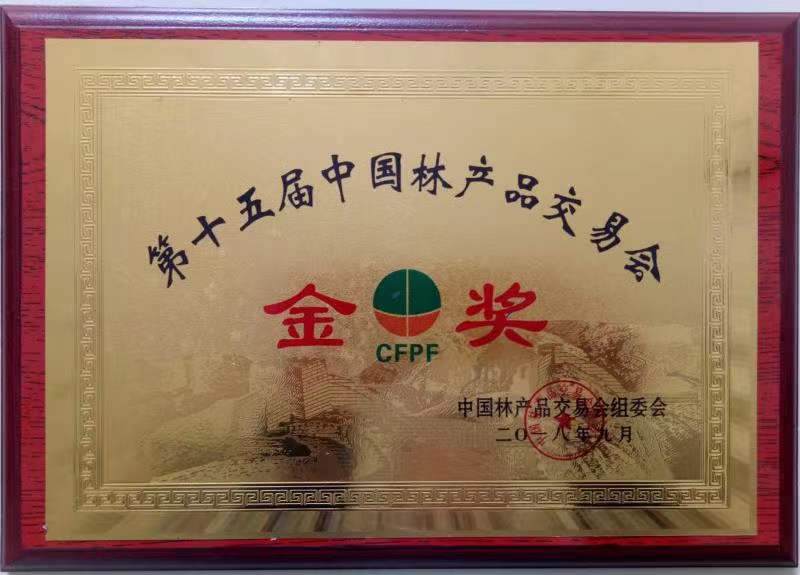 第十五届中国林产品交易会
金奖
CFPF
中国林产品交易会组委会
二〇一八年九月